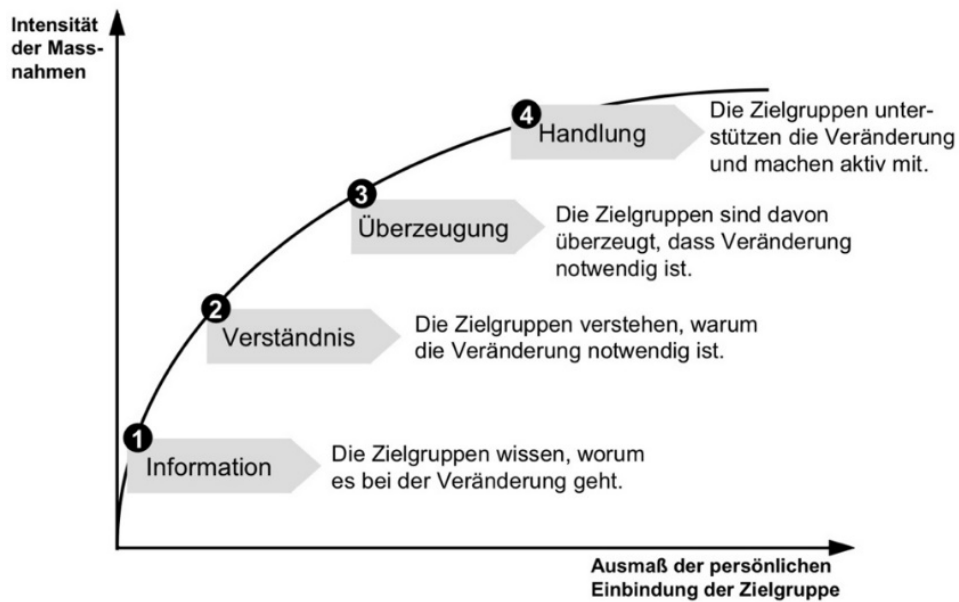 Intensität
der Mass-
nahmen
4
Handlung
Die Zielgruppen unter-
stützen die Veränderung
und machen aktiv mit.
3
Überzeugung
Die Zielgruppen sind davon
überzeugt, dass Veränderung
notwendig ist.
2
Verständnis
Die Zielgruppen verstehen, warum
die Veränderung notwendig ist.
1
Information
Die Zielgruppen wissen, worum
es bei der Veränderung geht.
Ausmaß der persönlichen
Einbindung der Zielgruppe